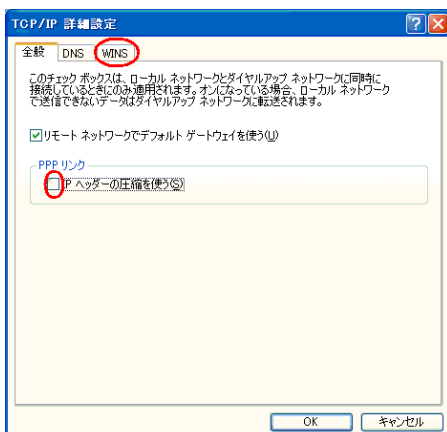 TCP/IP 詳細設定
全般 DNS WINS
このチェック ボックスは、ローカル ネットワークとダイヤルアップ ネットワークに同時に
接続しているときにのみ適用されます。オンになっている場合、ローカル ネットワーク
で送信できないデータはダイヤルアップ ネットワークに転送されます。
リモート ネットワークでデフォルト ゲートウェイを使う(U)
PPP リンク
IP ヘッダーの圧縮を使う(S)
OK キャンセル